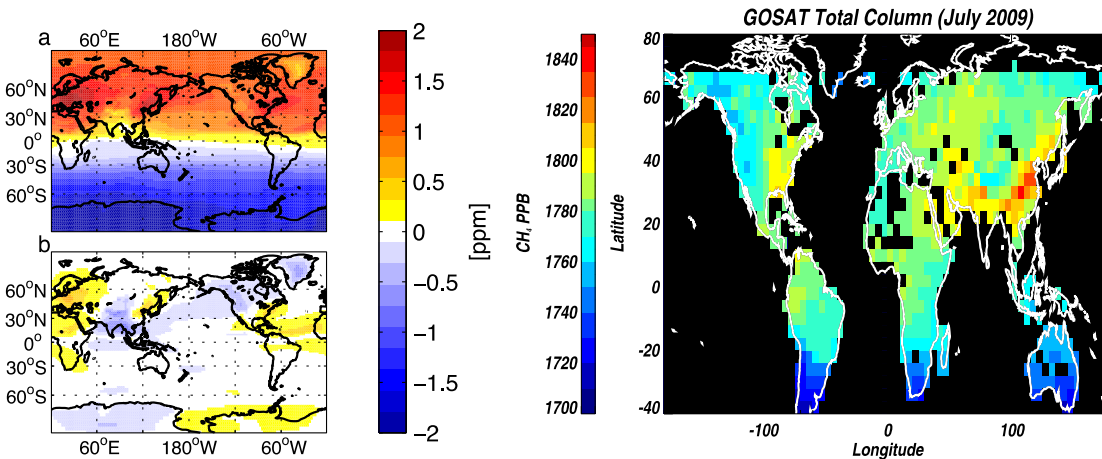 a
60°E 180°W 60°W
60°N
30°N
0°
30°S
60°S
b
60°N
30°N
0°
30°S
60°S
60°E 180°W 60°W
2
1.5
1
0.5
0
−0.5
−1
−1.5
−2
[ppm]
GOSAT Total Column (July 2009)
CH₄ PPB
1840
1820
1800
1780
1760
1740
1720
1700
Latitude
80
60
40
20
0
-20
-40
-100 0 100
Longitude